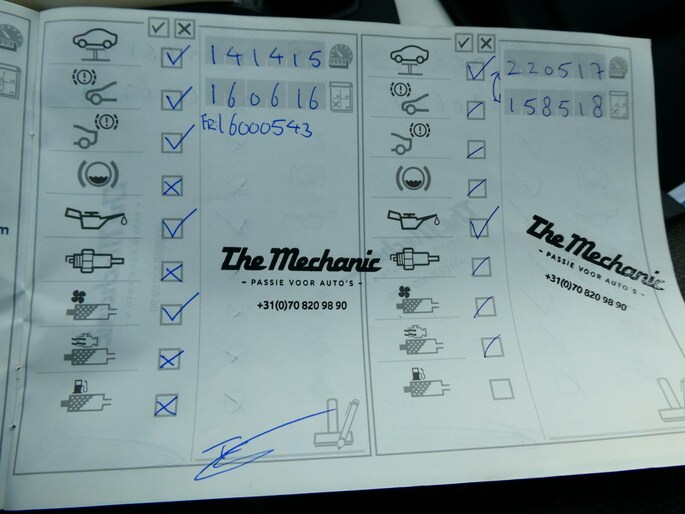 141415
160616
FR16000543
The Mechanic
- PASSIE VOOR AUTO'S -
+31(0)70 820 98 90
220517
158518
The Mechanic
- PASSIE VOOR AUTO'S -
+31(0)70 820 98 90
m